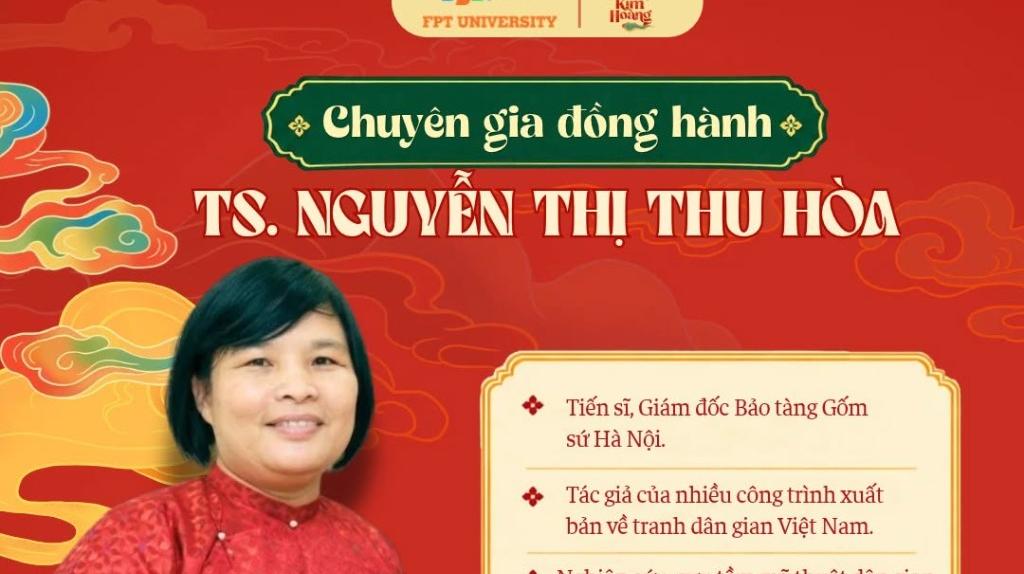 FPT UNIVERSITY
Kim
Hoàng
Chuyên gia đồng hành
TS. NGUYỄN THỊ THU HÒA
Tiến sĩ, Giám đốc Bảo tàng Gốm
sứ Hà Nội.
Tác giả của nhiều công trình xuất
bản về tranh dân gian Việt Nam.